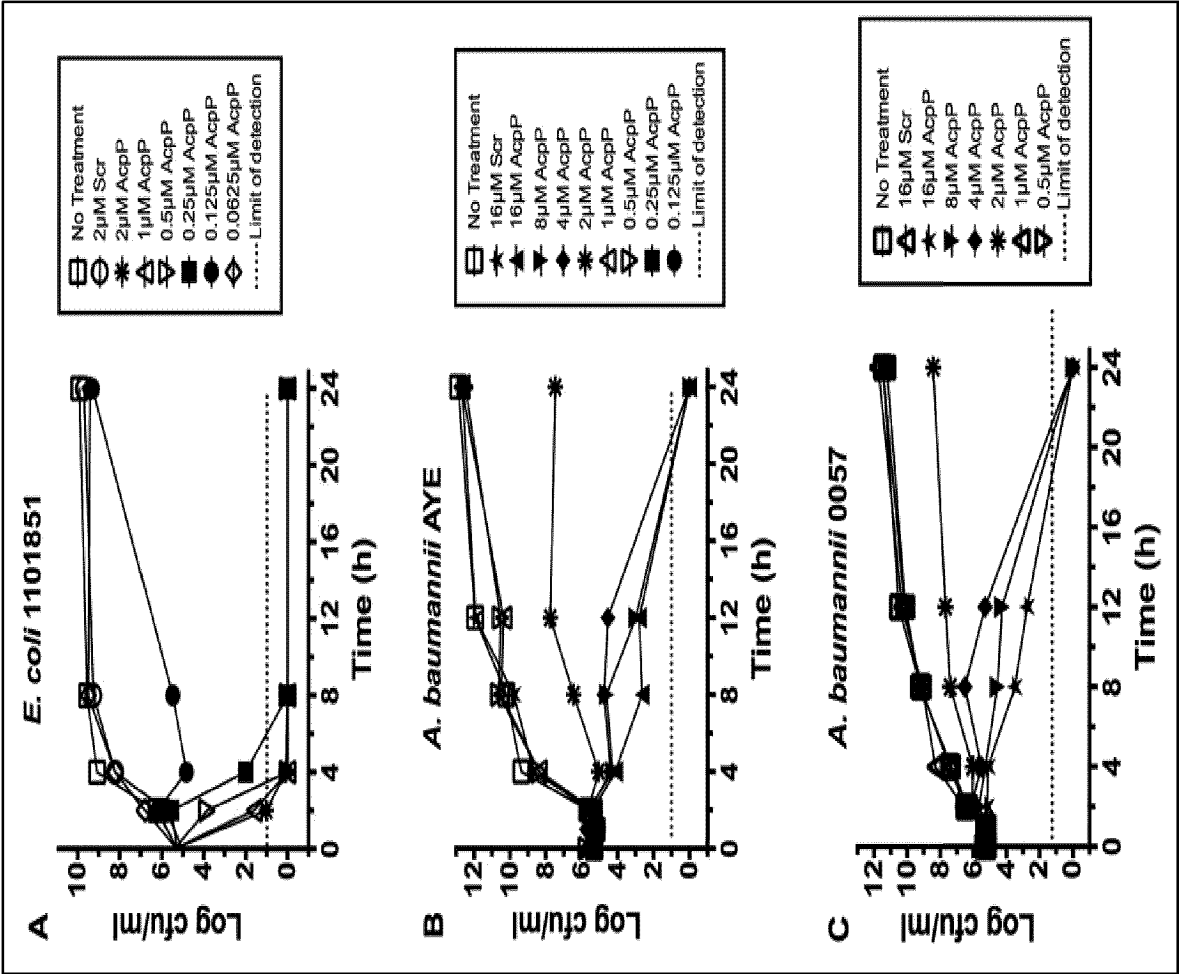 A
E. coli 1101851
Log cfu/ml
10
8
6
4
2
0
0
4
8
12
16
20
24
Time (h)
No Treatment
2µM Scr
2µM AcpP
1µM AcpP
0.5µM AcpP
0.25µM AcpP
0.125µM AcpP
0.0625µM AcpP
Limit of detection
B
A. baumannii AYE
Log cfu/ml
12
10
8
6
4
2
0
0
4
8
12
16
20
24
Time (h)
No Treatment
16µM Scr
16µM AcpP
8µM AcpP
4µM AcpP
2µM AcpP
1µM AcpP
0.5µM AcpP
0.25µM AcpP
0.125µM AcpP
Limit of detection
C
A. baumannii 0057
Log cfu/ml
12
10
8
6
4
2
0
0
4
8
12
16
20
24
Time (h)
No Treatment
16µM Scr
16µM AcpP
8µM AcpP
4µM AcpP
2µM AcpP
1µM AcpP
0.5µM AcpP
Limit of detection